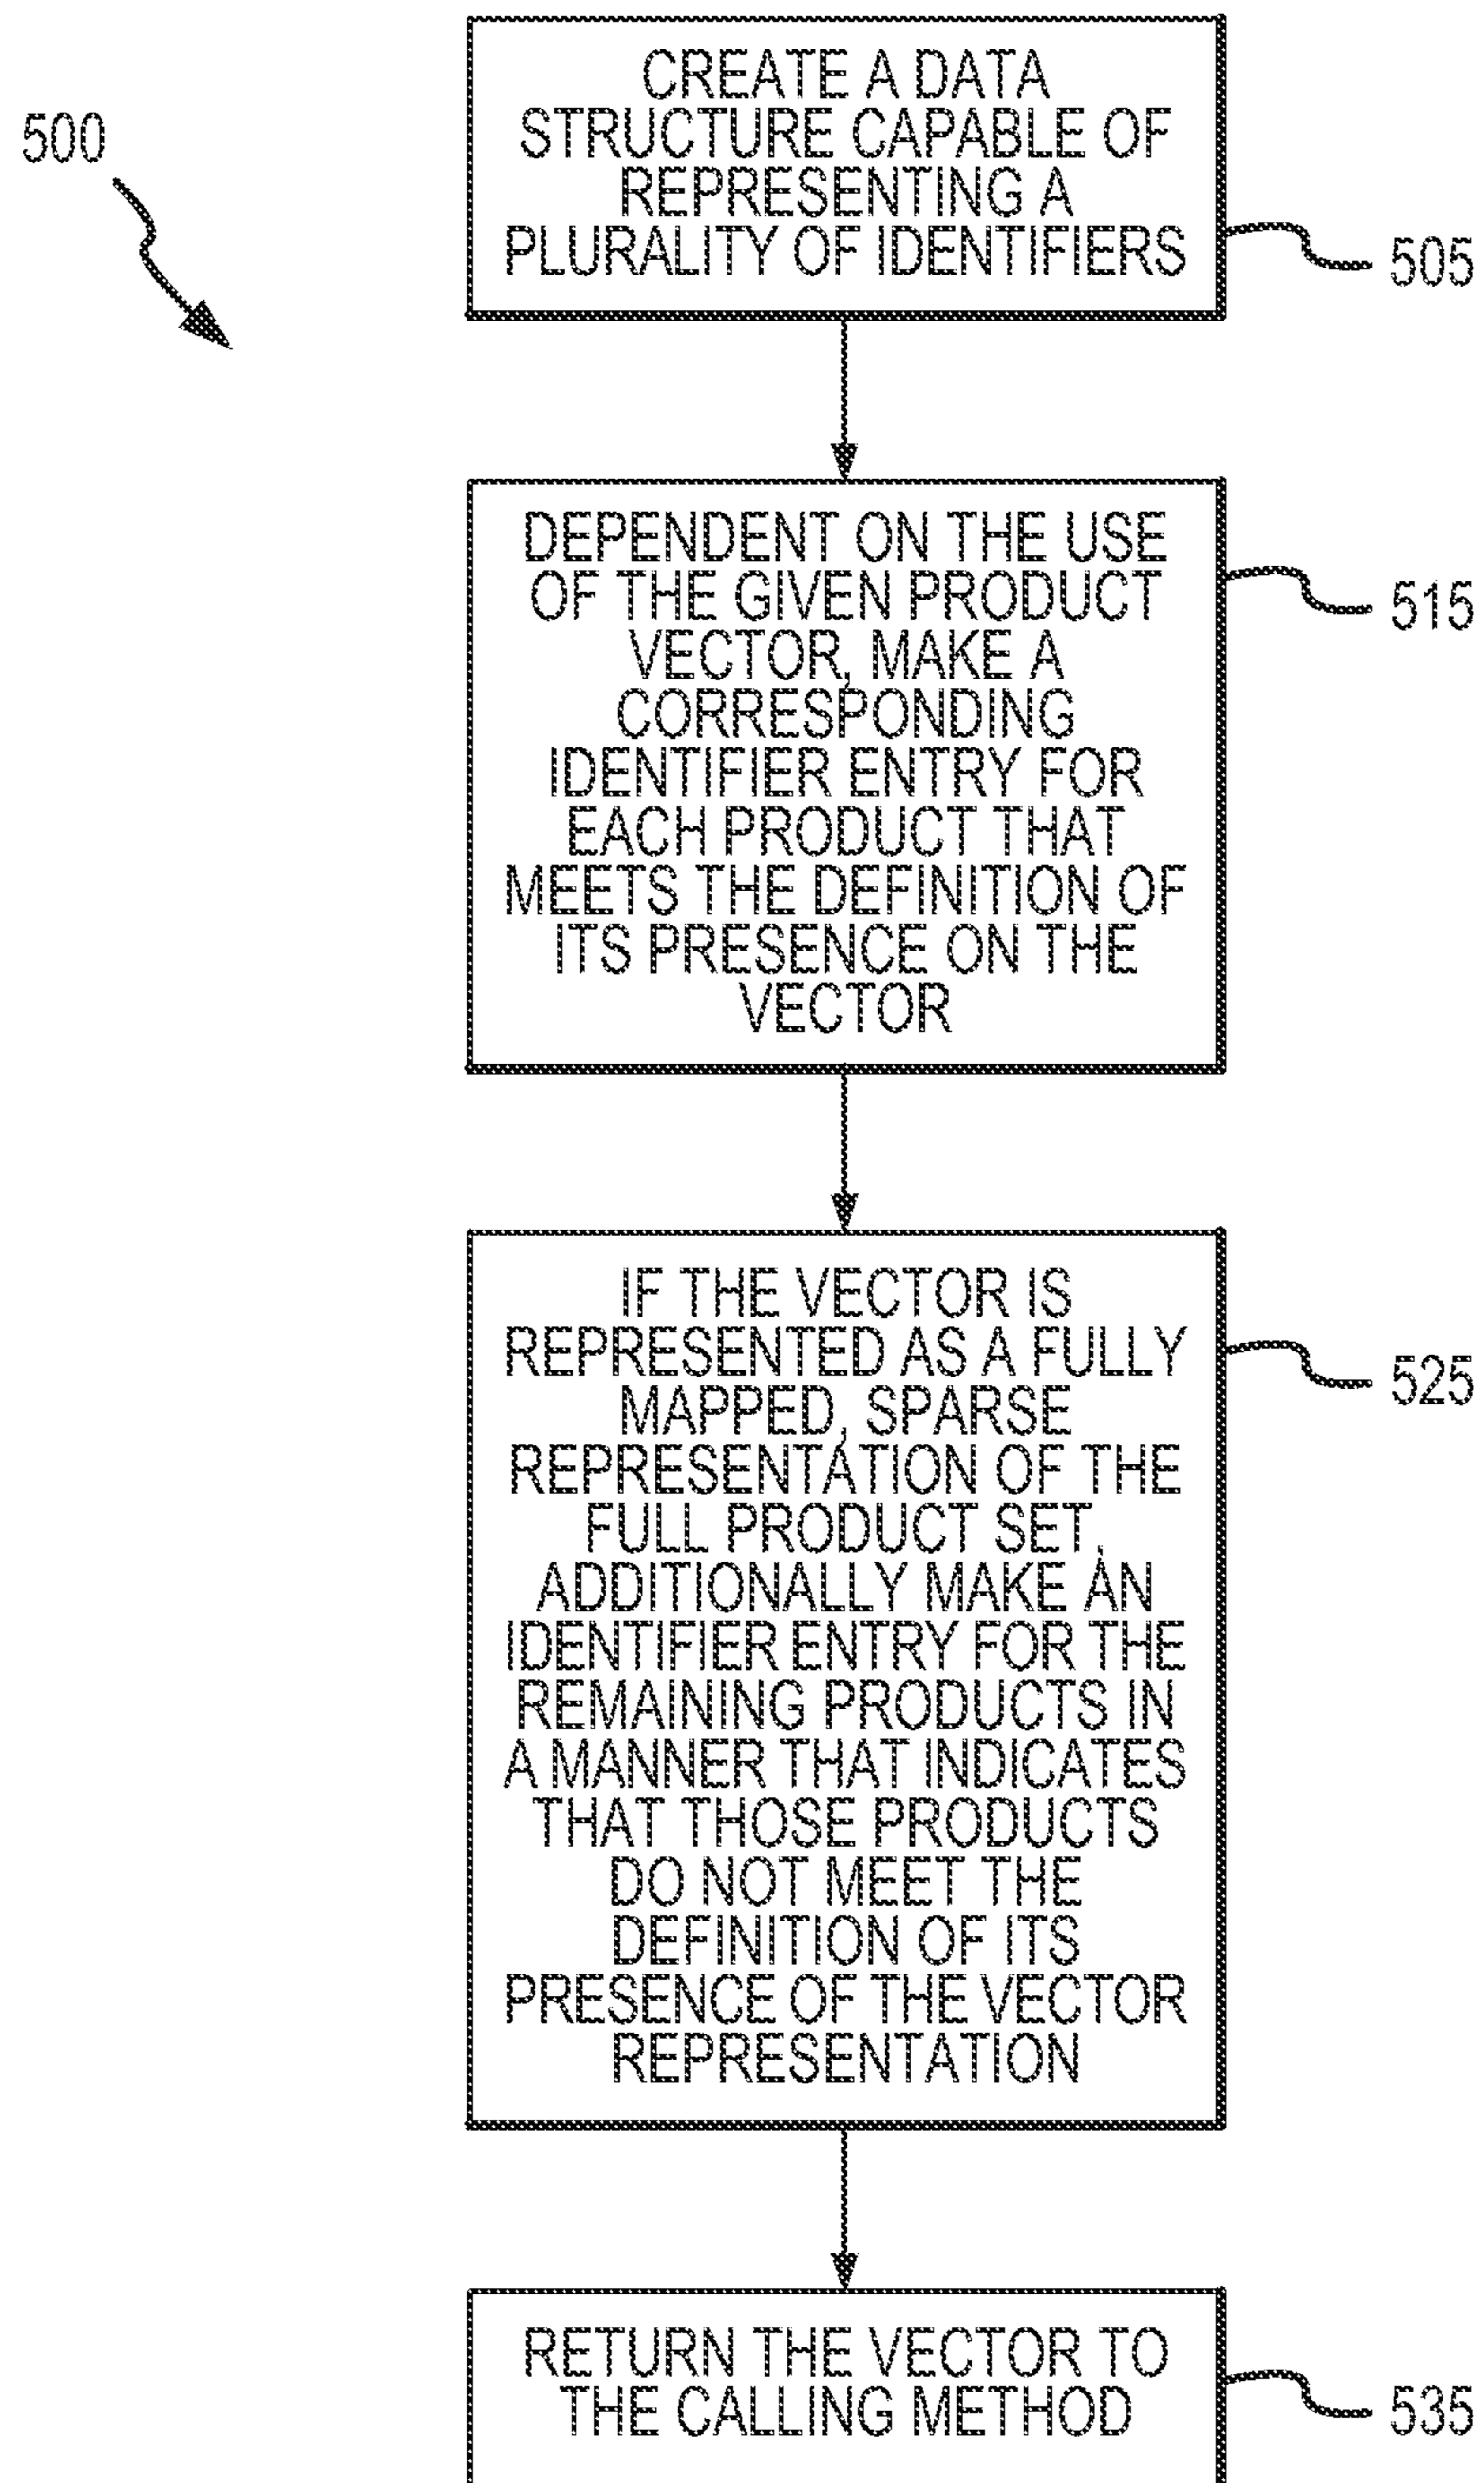 500
CREATE A DATA
STRUCTURE CAPABLE OF
REPRESENTING A
PLURALITY OF IDENTIFIERS
505
DEPENDENT ON THE USE
OF THE GIVEN PRODUCT
VECTOR, MAKE A
CORRESPONDING
IDENTIFIER ENTRY FOR
EACH PRODUCT THAT
MEETS THE DEFINITION OF
ITS PRESENCE ON THE
VECTOR
515
IF THE VECTOR IS
REPRESENTED AS A FULLY
MAPPED, SPARSE
REPRESENTATION OF THE
FULL PRODUCT SET,
ADDITIONALLY MAKE AN
IDENTIFIER ENTRY FOR THE
REMAINING PRODUCTS IN
A MANNER THAT INDICATES
THAT THOSE PRODUCTS
DO NOT MEET THE
DEFINITION OF ITS
PRESENCE OF THE VECTOR
REPRESENTATION
525
RETURN THE VECTOR TO
THE CALLING METHOD
535